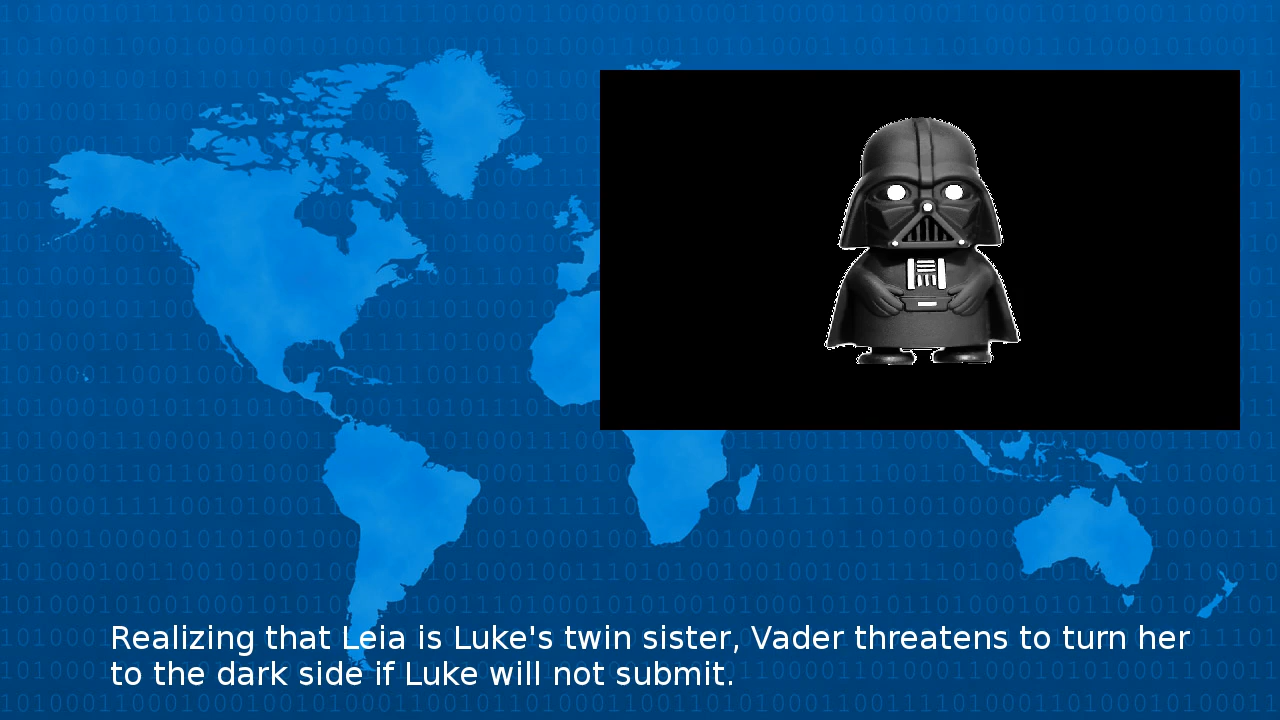 Realizing that Leia is Luke's twin sister, Vader threatens to turn her
to the dark side if Luke will not submit.